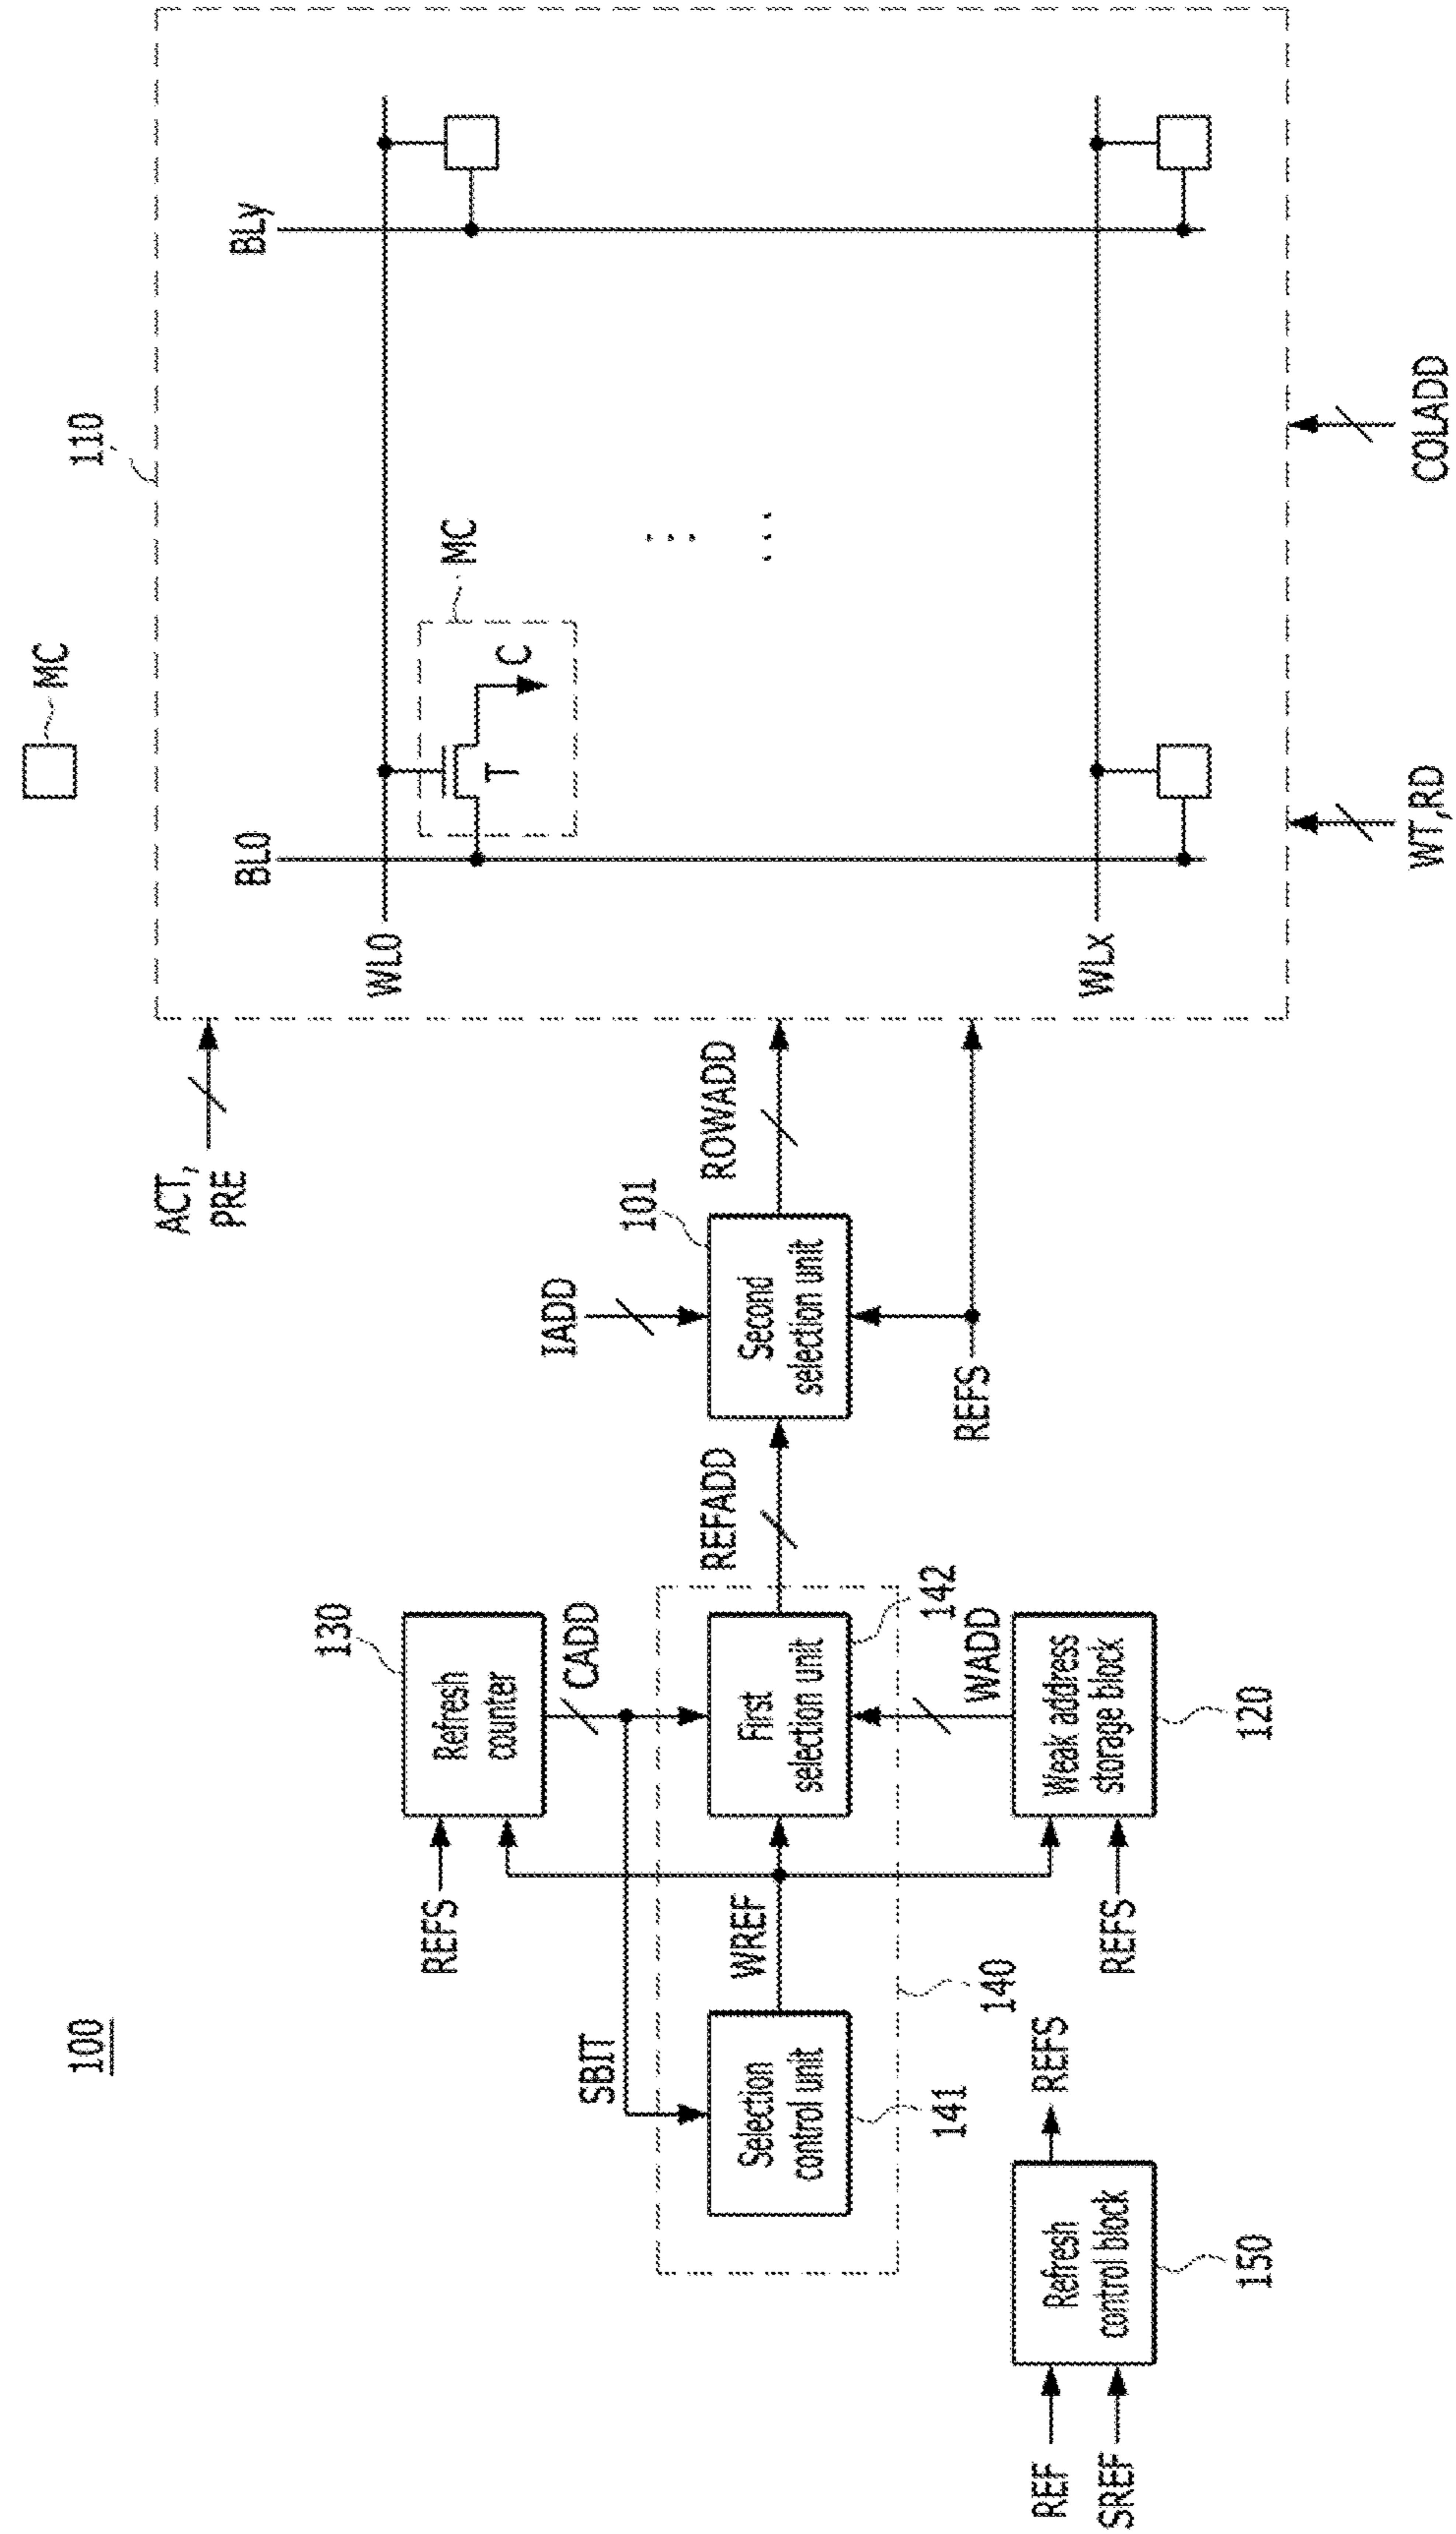 100
MC
110
ACT,
PRE
BL0
BLy
WL0
MC
T
C
WLx
130
REFS
Refresh
counter
CADD
SBIT
IADD
101
REFADD
ROWADD
Selection
control unit
141
WREF
First
selection unit
142
Second
selection unit
140
WADD
REFS
REF
SREF
Refresh
control block
REFS
150
REFS
Weak address
storage block
120
WT,RD
COLADD